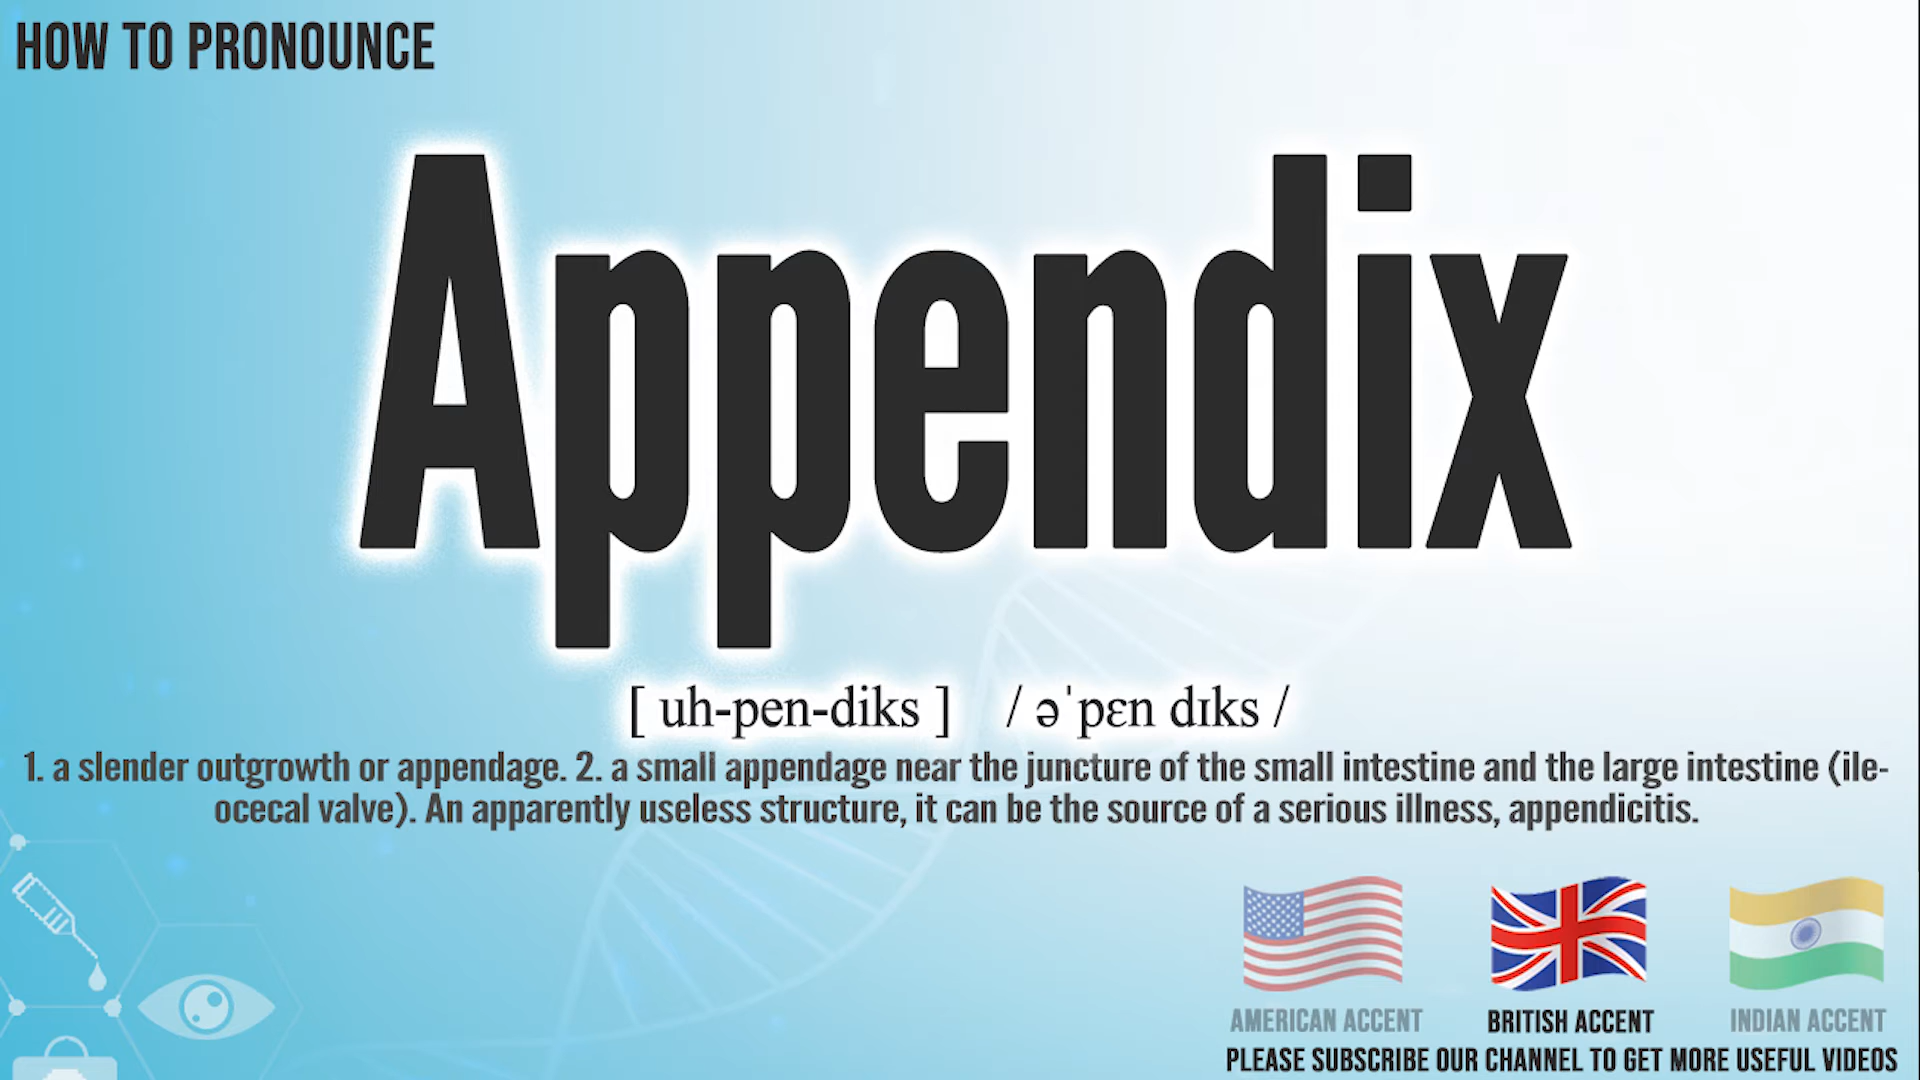 HOW TO PRONOUNCE
Appendix
[ uh-pen-diks ] / əˈpɛn dɪks /
1. a slender outgrowth or appendage. 2. a small appendage near the juncture of the small intestine and the large intestine (ile-
ocecal valve). An apparently useless structure, it can be the source of a serious illness, appendicitis.
AMERICAN ACCENT BRITISH ACCENT INDIAN ACCENT
PLEASE SUBSCRIBE OUR CHANNEL TO GET MORE USEFUL VIDEOS